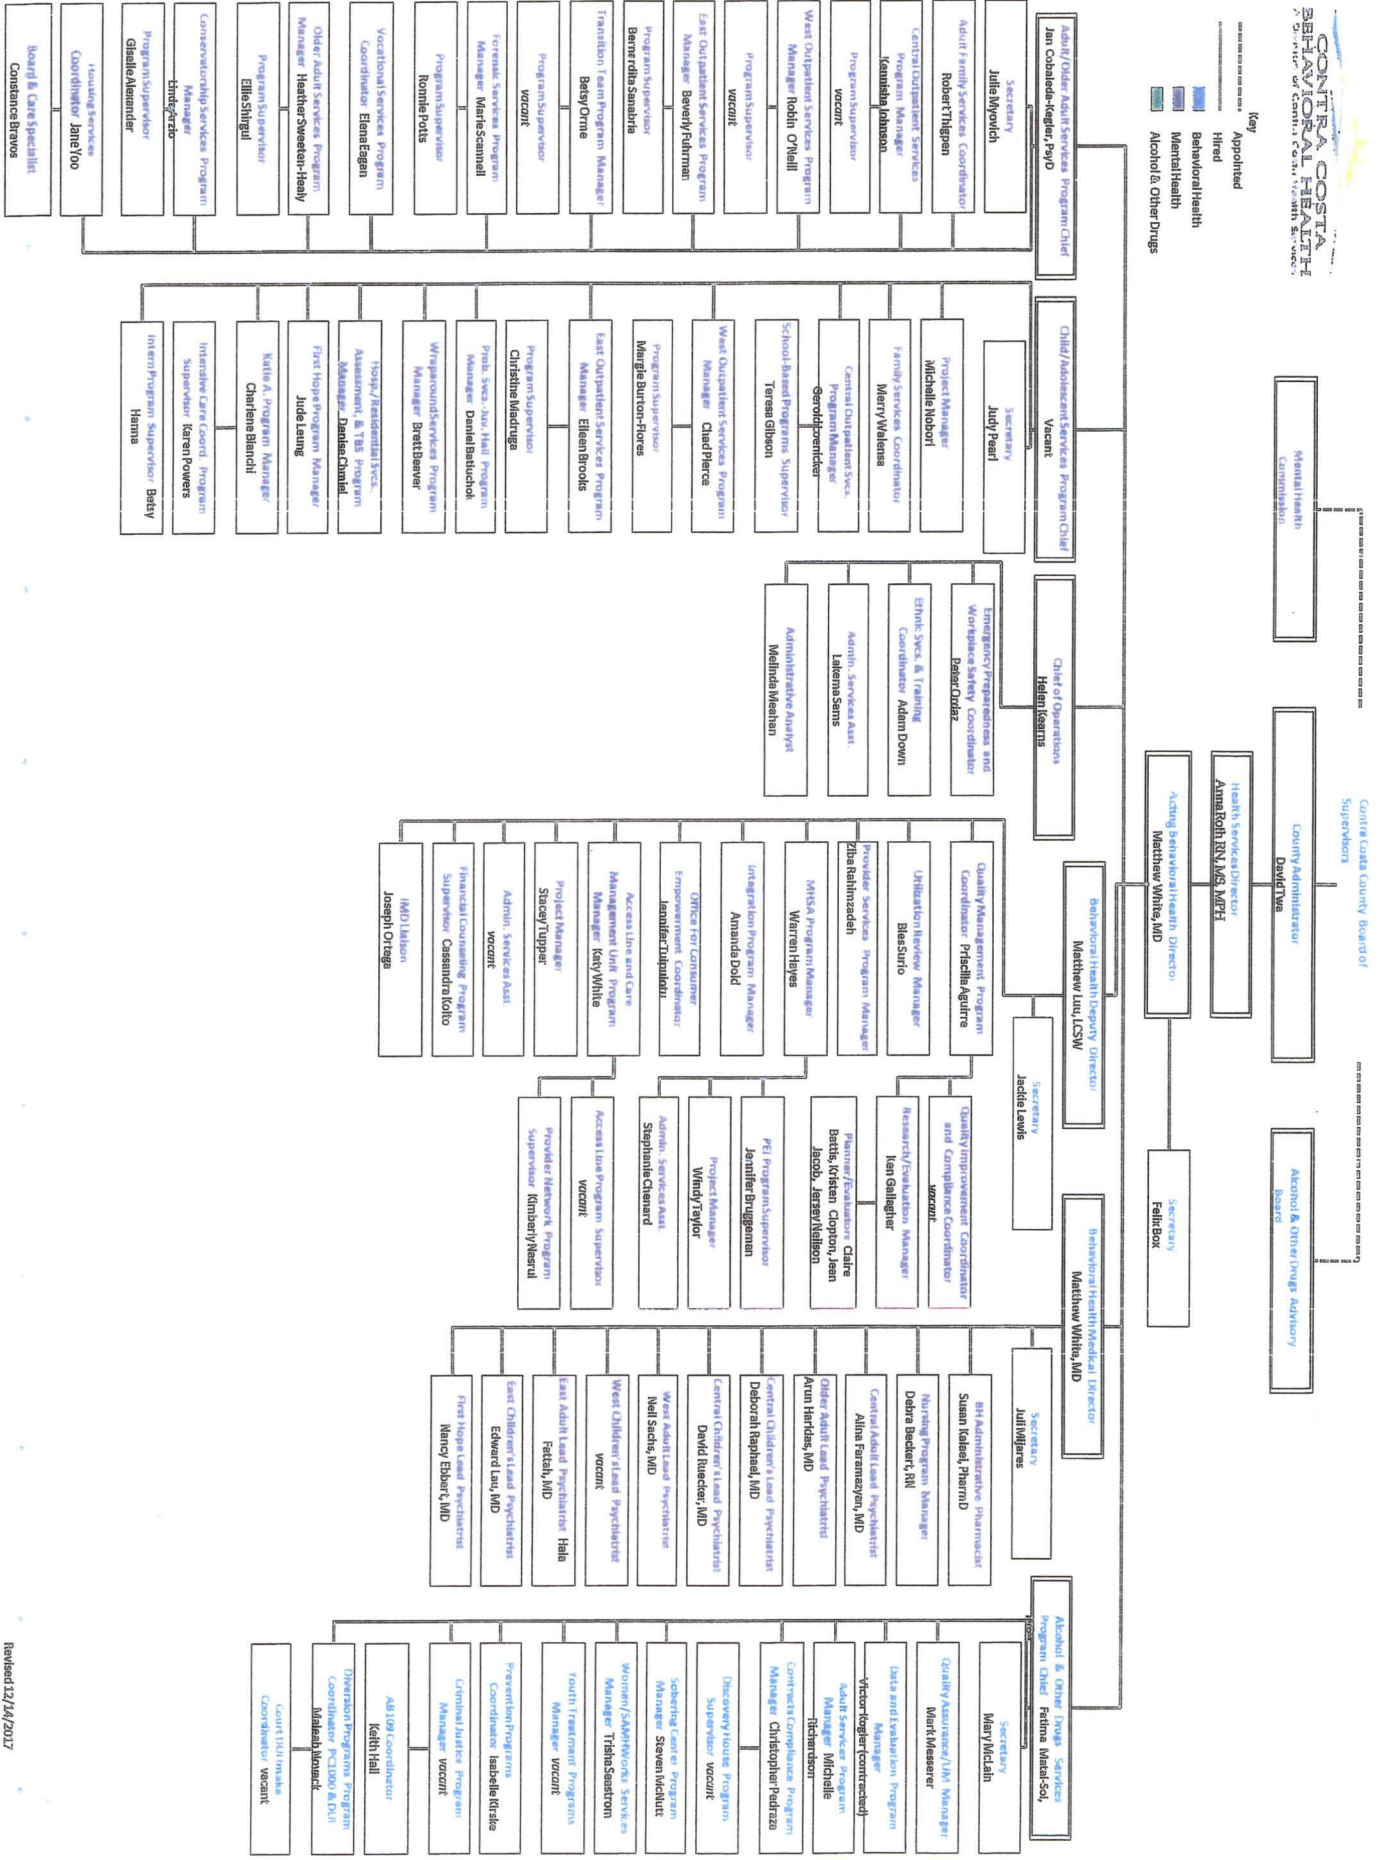 CONTRA COSTA
BEHAVIORAL HEALTH
A Division of Contra Costa Health Services
Key
Appointed
Hired
Behavioral Health
Mental Health
Alcohol & Other Drugs
Contra Costa County Board of
Supervisors
Mental Health
Commission
County Administrator
David Twa
Alcohol & Other Drugs Advisory
Board
Health Services Director
Anna Roth RN, MS, MPH
Acting Behavioral Health Director
Matthew White, MD
Secretary
Felix Box
Adult/Older Adult Services Program Chief
Jan Cobaleda-Kegler, PsyD
Secretary
Julie Myovich
Adult Family Services Coordinator
Robert Thigpen
Central Outpatient Services
Program Manager
Kennisha Johnson
Program Supervisor
vacant
West Outpatient Services Program
Manager Robin O'Neill
Program Supervisor
vacant
East Outpatient Services Program
Manager Beverly Fuhrman
Program Supervisor
Bernerdita Sanabria
Transition Team Program Manager
Betsy Orme
Program Supervisor
vacant
Forensic Services Program
Manager Marie Scannell
Program Supervisor
Ronnie Potts
Vocational Services Program
Coordinator Elena Eagan
Older Adult Services Program
Manager Heather Sweeten-Healy
Program Supervisor
Ellie Shingul
Conservatorship Services Program
Manager
Linda Arzio
Program Supervisor
Giselle Alexander
Housing Services
Coordinator Jane Yoo
Board & Care Specialist
Constance Bravos
Child/Adolescent Services Program Chief
Vacant
Secretary
Judy Pearl
Project Manager
Michelle Nobori
Family Services Coordinator
Merry Walensa
Central Outpatient Svcs.
Program Manager
Gerold Loenicker
School-Based Programs Supervisor
Teresa Gibson
West Outpatient Services Program
Manager Chad Pierce
Program Supervisor
Margie Burton-Flores
East Outpatient Services Program
Manager Eileen Brooks
Program Supervisor
Christine Madruga
Prob. Svcs.-Juv. Hall Program
Manager Daniel Batiuchok
Wraparound Services Program
Manager Brett Beaver
Hosp./Residential Svcs.
Assessment, & TBS Program
Manager Denise Chmiel
First Hope Program Manager
Jude Leung
Katie A. Program Manager
Charlene Bianchi
Intensive Care Coord. Program
Supervisor Karen Powers
Intern Program Supervisor Betsy
Hanna
Chief of Operations
Helen Kearns
Emergency Preparedness and
Workplace Safety Coordinator
Peter Ordaz
Ethnic Svcs. & Training
Coordinator Adam Down
Admin. Services Asst.
Lakema Sams
Administrative Analyst
Melinda Meahan
Behavioral Health Deputy Director
Matthew Luu, LCSW
Secretary
Jackie Lewis
Quality Management Program
Coordinator Priscilla Aguirre
Utilization Review Manager
Bles Surio
Provider Services Program Manager
Ziba Rahimzadeh
MHSA Program Manager
Warren Hayes
Integration Program Manager
Amanda Dold
Office For Consumer
Empowerment Coordinator
Jennifer Tuipulotu
Access Line and Care
Management Unit Program
Manager Katy White
Project Manager
Stacey Tupper
Admin. Services Asst
vacant
Financial Counseling Program
Supervisor Cassandra Kolto
IMD Liaison
Joseph Ortega
Quality Improvement Coordinator
and Compliance Coordinator
vacant
Research/Evaluation Manager
Ken Gallagher
Planner/Evaluators Claire
Battis, Kristen Clopton, Jean
Jacob, Jersey Neilson
PEI Program Supervisor
Jennifer Bruggeman
Project Manager
Windy Taylor
Admin. Services Asst
Stephanie Chenard
Access Line Program Supervisor
vacant
Provider Network Program
Supervisor Kimberly Nasrul
Behavioral Health Medical Director
Matthew White, MD
Secretary
Juli Mijares
BH Administrative Pharmacist
Susan Kalaei, PharmD
Nursing Program Manager
Debra Beckert, RN
Central Adult Lead Psychiatrist
Alina Faramazyan, MD
Older Adult Lead Psychiatrist
Arun Haridas, MD
Central Children's Lead Psychiatrist
Deborah Raphael, MD
Central Children's Lead Psychiatrist
David Ruecker, MD
West Adult Lead Psychiatrist
Neil Sachs, MD
West Children's Lead Psychiatrist
vacant
East Adult Lead Psychiatrist Hala
Fattah, MD
East Children's Lead Psychiatrist
Edward Lau, MD
First Hope Lead Psychiatrist
Nancy Ebbert, MD
Alcohol & Other Drugs Services
Program Chief Fatima Matal-Sol,
Secretary
Mary McLain
Quality Assurance/UM Manager
Mark Messerer
Data and Evaluation Program
Manager
Victor Kogler (contracted)
Adult Services Program
Manager Michelle
Richardson
Contracts Compliance Program
Manager Christopher Pedraza
Discovery House Program
Supervisor vacant
Sobering Center Program
Manager Steven McNutt
Women/SAMHWorks Services
Manager Trisha Seastrom
Youth Treatment Programs
Manager vacant
Prevention Programs
Coordinator Isabelle Kirske
Criminal Justice Program
Manager vacant
AB 109 Coordinator
Keith Hall
Diversion Programs Program
Coordinator PC1000 & DUI
Maleah Novack
Court DUI Intake
Coordinator vacant
Revised 12/14/2017